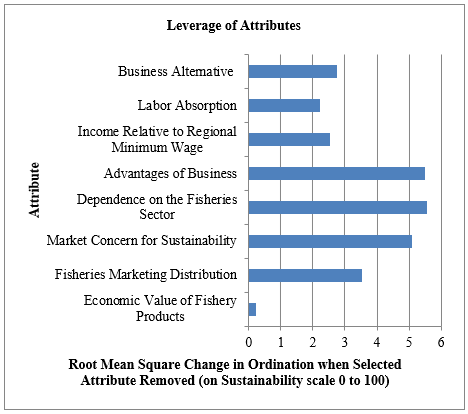 Leverage of Attributes
Business Alternative
Labor Absorption
Income Relative to Regional
Minimum Wage
Advantages of Business
Dependence on the Fisheries
Sector
Market Concern for Sustainability
Fisheries Marketing Distribution
Economic Value of Fishery
Products
Attribute
0 1 2 3 4 5 6
Root Mean Square Change in Ordination when Selected
Attribute Removed (on Sustainability scale 0 to 100)